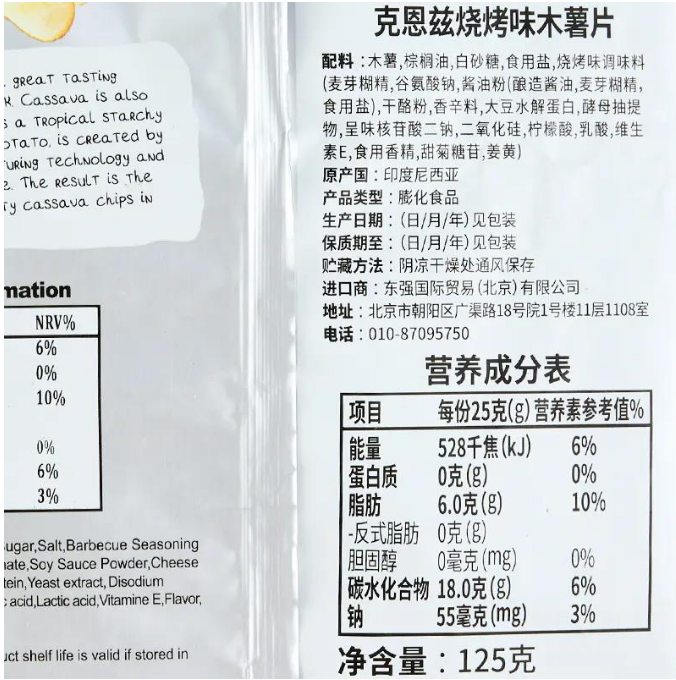 GREAT TASTING
Cassava is also
a TROPICAL STARCHY
is CREATED by
TECHNOLOGY AND
THE RESULT IS THE
CASSAVA CHIPS IN
NRV%
6%
0%
10%
0%
6%
3%
Salt,Barbecue Seasoning
Soy Sauce Powder,Cheese
Yeast extract, Disodium
acid,Lactic acid,Vitamine E,Flavor,
shelf life is valid if stored in
克恩兹烧烤味木薯片
配料：木薯,棕榈油,白砂糖,食用盐,烧烤味调味料
(麦芽糊精,谷氨酸钠,酱油粉(酿造酱油,麦芽糊精,
食用盐),干酪粉,香辛料,大豆水解蛋白,酵母抽提
物,呈味核苷酸二钠,二氧化硅,柠檬酸,乳酸,维生
素E,食用香精,甜菊糖苷,姜黄)
原产国：印度尼西亚
产品类型：膨化食品
生产日期：(日/月/年)见包装
保质期至：(日/月/年)见包装
贮藏方法：阴凉干燥处通风保存
进口商：东强国际贸易(北京)有限公司
地址：北京市朝阳区广渠路18号院1号楼11层1108室
电话：010-87095750
营养成分表
项目 每份25克(g) 营养素参考值%
能量 528千焦(kJ) 6%
蛋白质 0克(g) 0%
脂肪 6.0克(g) 10%
-反式脂肪 0克(g)
胆固醇 0毫克(mg) 0%
碳水化合物 18.0克(g) 6%
钠 55毫克(mg) 3%
净含量：125克